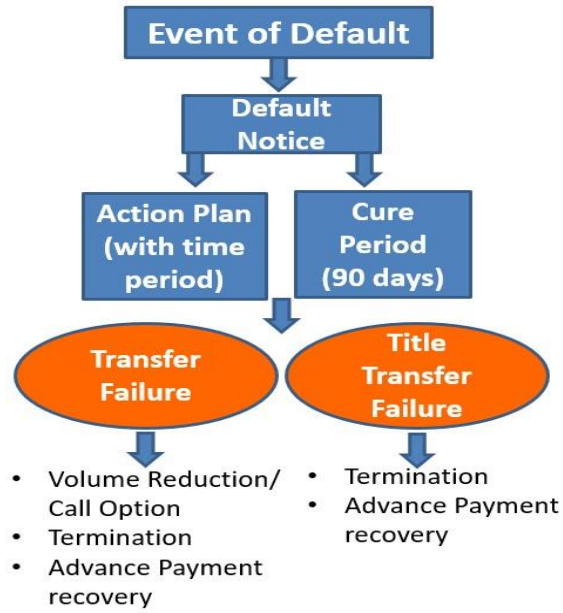 Event of Default
Default
Notice
Action Plan
(with time
period)
Cure
Period
(90 days)
Transfer
Failure
Title
Transfer
Failure
• Volume Reduction/
Call Option
• Termination
• Advance Payment
recovery
• Termination
• Advance Payment
recovery